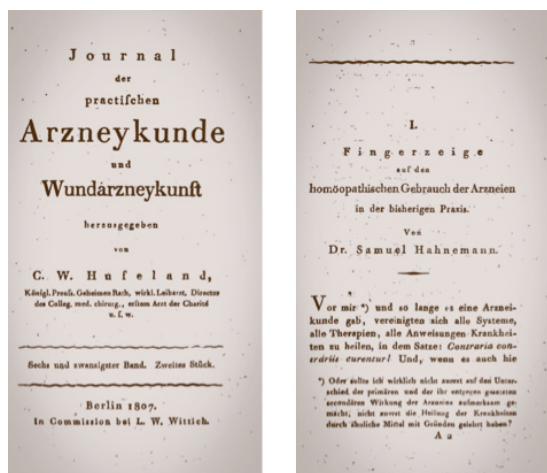 Journal
der
practiſchen
Arzneykunde
und
Wundarzneykunſt
herausgegeben
von
C. W. Hufeland,
Königl. Preuſs. Geheimen Rath, wirkl. Leibarzt, Director
des Colleg. med. chirurg., erſtem Arzt der Charité
u. ſ. w.
Sechs und zwanzigſter Band. Zweites Stück.
Berlin 1807.
In Commiſſion bei L. W. Wittich.
I.
Fingerzeige
auf den
homöopathischen Gebrauch der Arzneien
in der bisherigen Praxis.
Von
Dr. Samuel Hahnemann.
Vor mir *) und so lange es eine Arznei-
kunde gab, vereinigten sich alle Systeme,
alle Therapien, alle Anweisungen Krankhei-
ten zu heilen, in dem Satze: Contraria con-
trariis curentur! Und, wenn es auch hie
*) Oder sollte ich wirklich nicht zuerst auf den Unter-
schied der primären und der ihr entgegen gesetzten
secundären Wirkung der Arzneien aufmerksam ge-
macht, nicht zuerst die Heilung der Krankheiten
durch ähnliche Mittel mit Gründen gelehrt haben?
A a